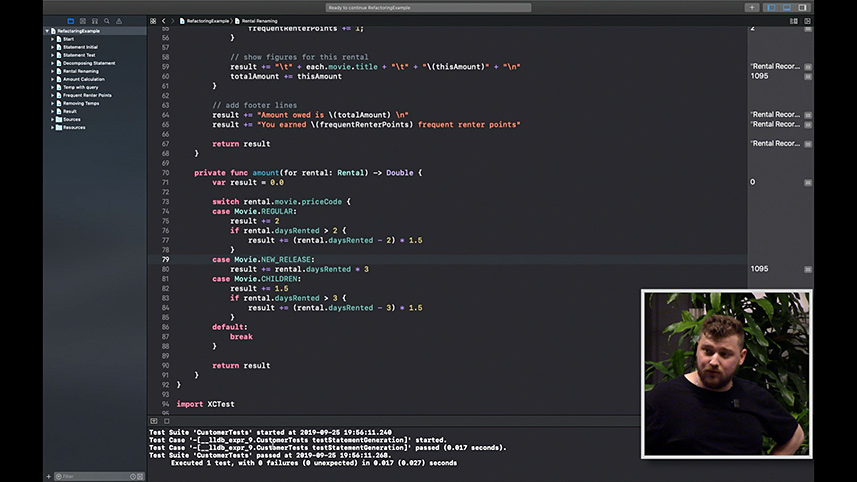 Ready to continue RefactoringExample
RefactoringExample
Start
Statement Initial
Statement Test
Decomposing Statement
Rental Renaming
Amount Calculation
Temp with query
Frequent Renter Points
Removing Temps
Result
Sources
Resources
Filter
RefactoringExample
Rental Renaming
55 frequentRenterPoints += 1;
56 }
57
58 // show figures for this rental
59 result += "\t" + each.movie.title + "\t" + "\(thisAmount)" + "\n"
60 totalAmount += thisAmount
61 }
62
63 // add footer lines
64 result += "Amount owed is \(totalAmount) \n"
65 result += "You earned \(frequentRenterPoints) frequent renter points"
66
67 return result
68 }
69
70 private func amount(for rental: Rental) -> Double {
71 var result = 0.0
72
73 switch rental.movie.priceCode {
74 case Movie.REGULAR:
75 result += 2
76 if rental.daysRented > 2 {
77 result += (rental.daysRented - 2) * 1.5
78 }
79 case Movie.NEW_RELEASE:
80 result += rental.daysRented * 3
81 case Movie.CHILDREN:
82 result += 1.5
83 if rental.daysRented > 3 {
84 result += (rental.daysRented - 3) * 1.5
85 }
86 default:
87 break
88 }
89
90 return result
91 }
92 }
93
94 import XCTest
2
"Rental Recor...
1095
"Rental Recor...
"Rental Recor...
"Rental Recor...
0
1095
Test Suite 'CustomerTests' started at 2019-09-25 19:56:11.240
Test Case '-[__lldb_expr_9.CustomerTests testStatementGeneration]' started.
Test Case '-[__lldb_expr_9.CustomerTests testStatementGeneration]' passed (0.017 seconds).
Test Suite 'CustomerTests' passed at 2019-09-25 19:56:11.268.
Executed 1 test, with 0 failures (0 unexpected) in 0.017 (0.027) seconds